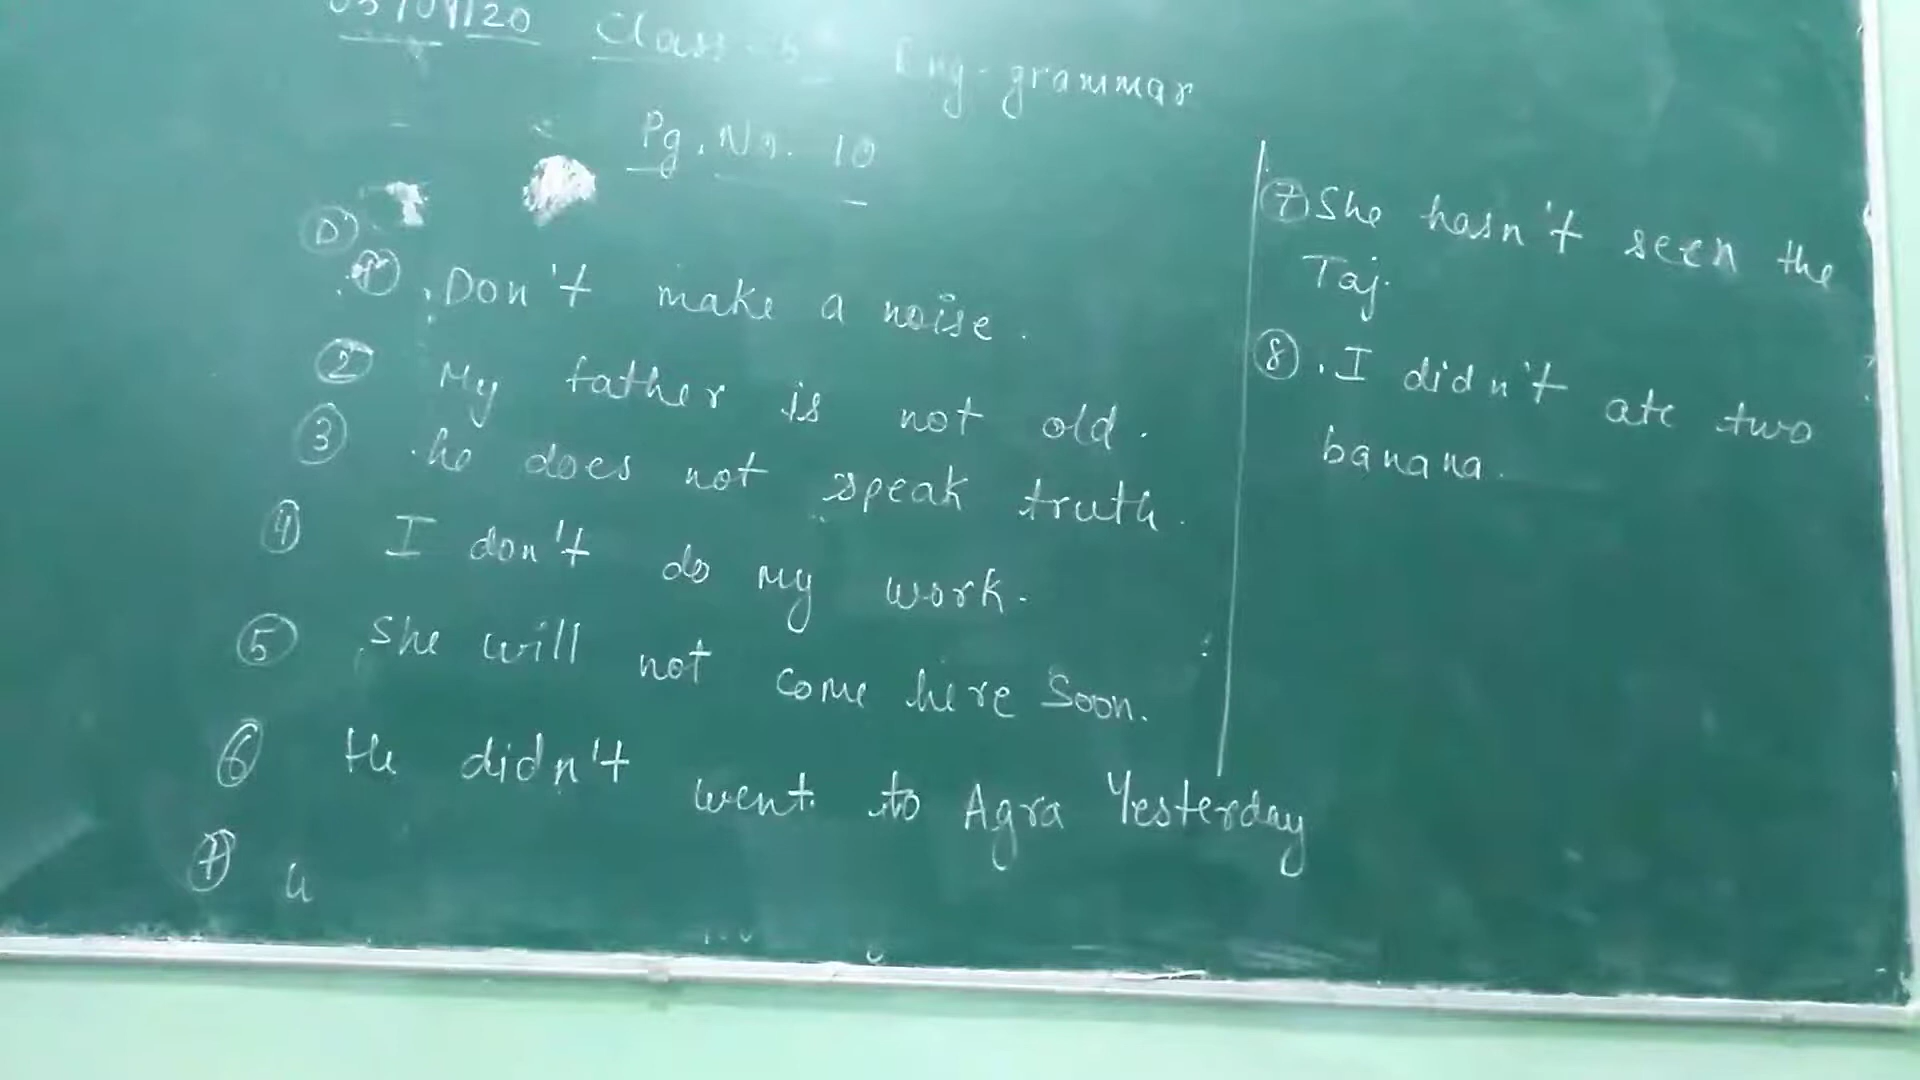 Class-5 Eng-grammar
Pg. No. 10
D
① Don't make a noise.
② My father is not old.
③ he does not speak truth.
④ I don't do my work.
⑤ She will not come here soon.
⑥ He didn't went to Agra Yesterday
⑦
⑦ She hasn't seen the
Taj.
⑧ . I didn't ate two
banana.